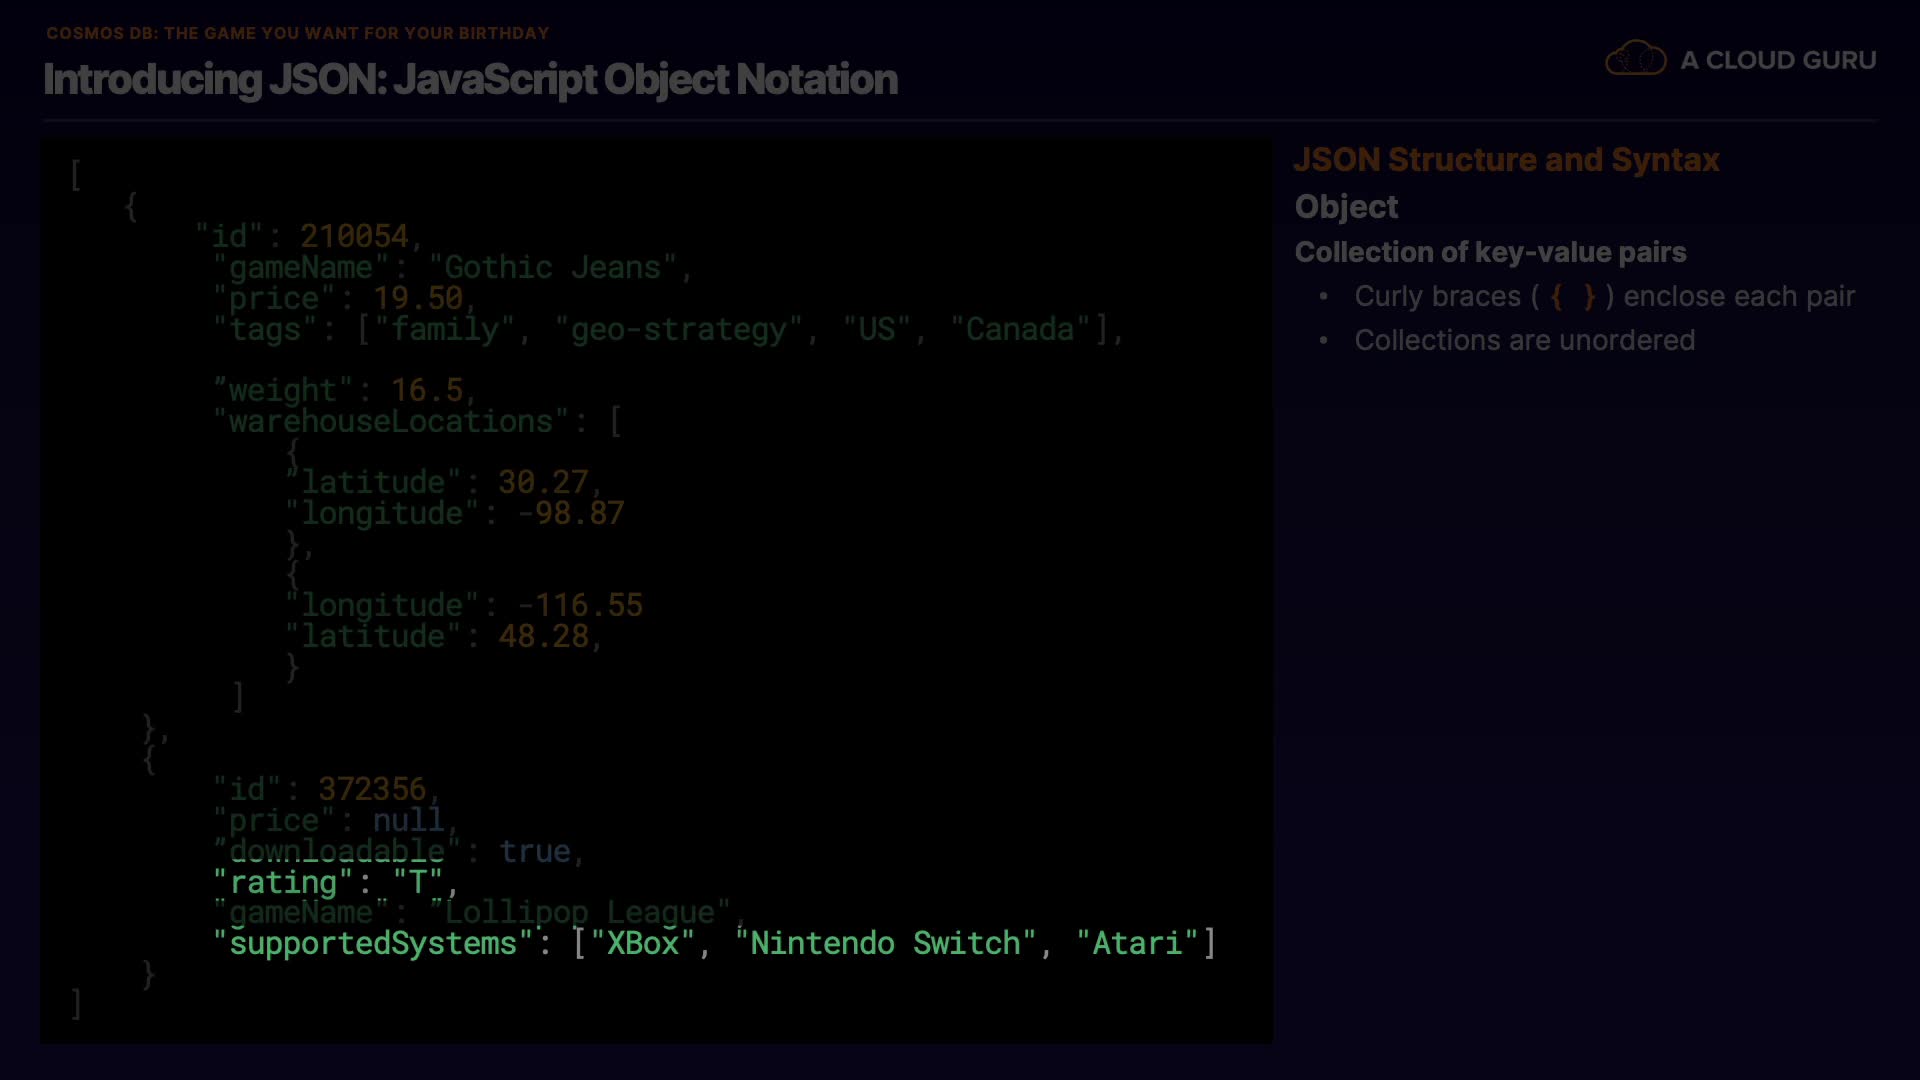 COSMOS DB: THE GAME YOU WANT FOR YOUR BIRTHDAY
Introducing JSON: JavaScript Object Notation
A CLOUD GURU
[
{
"id": 210054,
"gameName": "Gothic Jeans",
"price": 19.50,
"tags": ["family", "geo-strategy", "US", "Canada"],
”weight": 16.5,
"warehouseLocations": [
{
”latitude": 30.27,
"longitude": -98.87
},
{
"longitude": -116.55
"latitude": 48.28,
}
]
},
{
"id": 372356,
"price": null,
”downloadable": true,
"rating": "T",
"gameName": ”Lollipop League",
"supportedSystems": ["XBox", "Nintendo Switch", "Atari"]
}
]
JSON Structure and Syntax
Object
Collection of key-value pairs
• Curly braces ( { } ) enclose each pair
• Collections are unordered